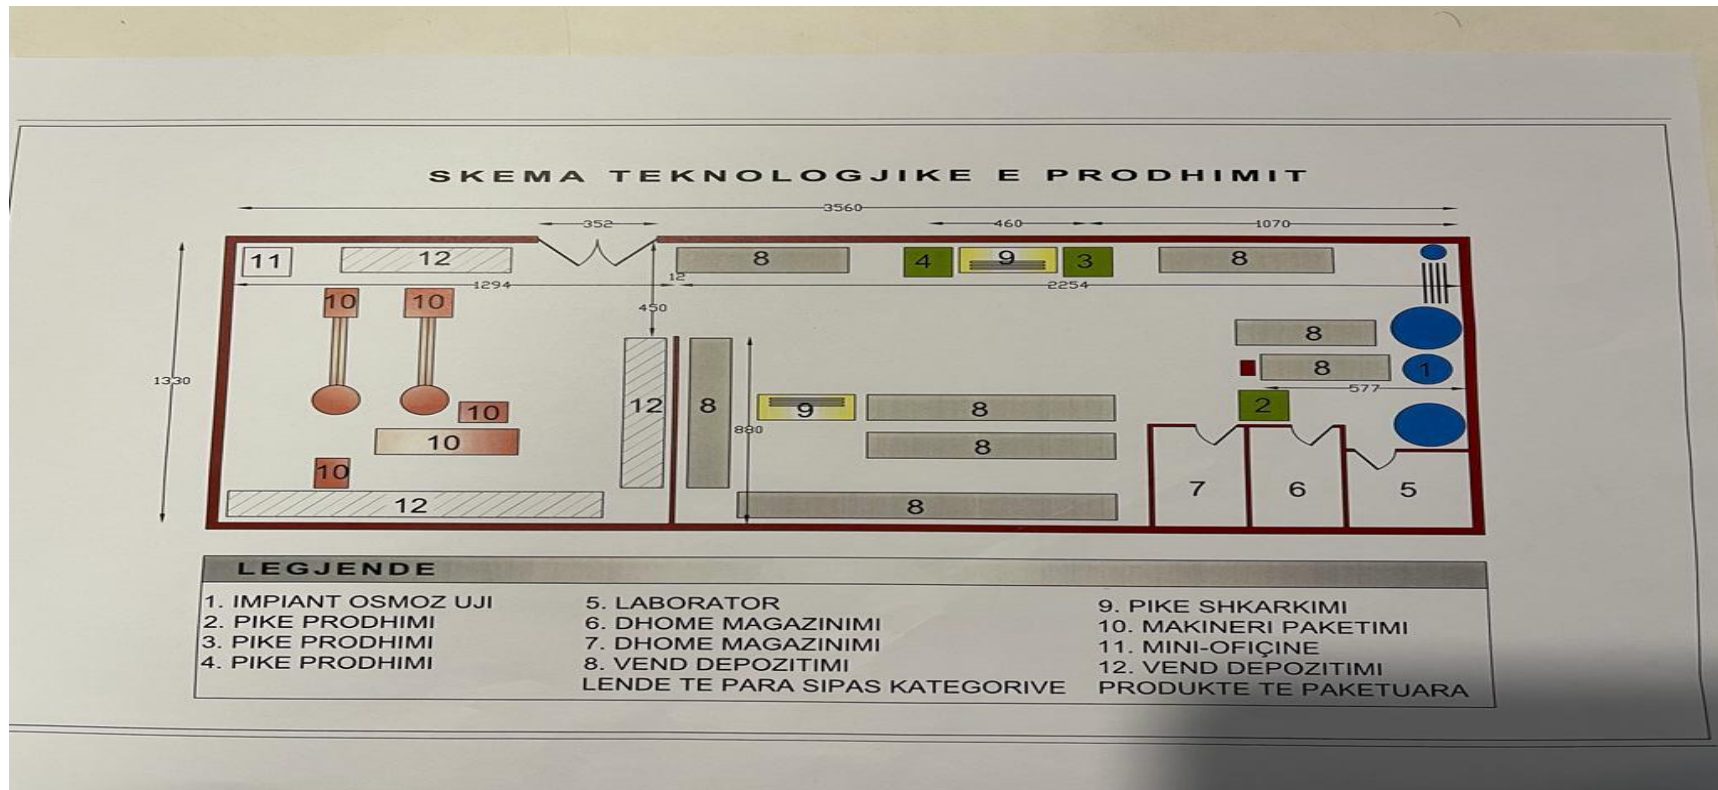 SKEMA TEKNOLOGJIKE E PRODHIMIT
3560
352
460
1070
11
12
8
4
9
3
8
1294
12
2254
10
10
450
8
1330
8
1
577
10
12
8
9
8
2
880
10
8
10
7
6
5
12
8
LEGJENDE
1. IMPIANT OSMOZ UJI
2. PIKE PRODHIMI
3. PIKE PRODHIMI
4. PIKE PRODHIMI
5. LABORATOR
6. DHOME MAGAZINIMI
7. DHOME MAGAZINIMI
8. VEND DEPOZITIMI
LENDE TE PARA SIPAS KATEGORIVE
9. PIKE SHKARKIMI
10. MAKINERI PAKETIMI
11. MINI-OFIÇINE
12. VEND DEPOZITIMI
PRODUKTE TE PAKETUARA